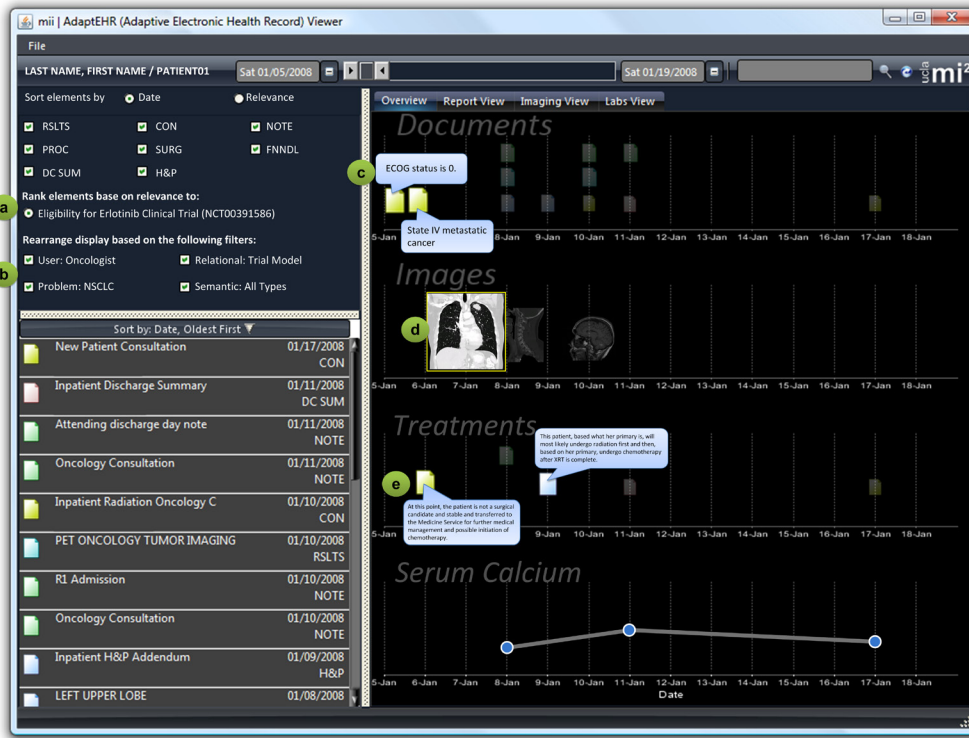 mii | AdaptEHR (Adaptive Electronic Health Record) Viewer
File
LAST NAME, FIRST NAME / PATIENT01
Sat 01/05/2008
Sat 01/19/2008
ucla mi²
Sort elements by
Date
Relevance
RSLTS
CON
NOTE
PROC
SURG
FNNDL
DC SUM
H&P
a
Rank elements base on relevance to:
Eligibility for Erlotinib Clinical Trial (NCT00391586)
b
Rearrange display based on the following filters:
User: Oncologist
Relational: Trial Model
Problem: NSCLC
Semantic: All Types
Sort by: Date, Oldest First
New Patient Consultation 01/17/2008
CON
Inpatient Discharge Summary 01/11/2008
DC SUM
Attending discharge day note 01/11/2008
NOTE
Oncology Consultation 01/11/2008
NOTE
Inpatient Radiation Oncology C 01/10/2008
CON
PET ONCOLOGY TUMOR IMAGING 01/10/2008
RSLTS
R1 Admission 01/10/2008
NOTE
Oncology Consultation 01/10/2008
NOTE
Inpatient H&P Addendum 01/09/2008
H&P
LEFT UPPER LOBE 01/08/2008
Overview Report View Imaging View Labs View
Documents
c
ECOG status is 0.
State IV metastatic
cancer
5-Jan 8-Jan 9-Jan 10-Jan 11-Jan 12-Jan 13-Jan 14-Jan 15-Jan 16-Jan 17-Jan 18-Jan
Images
d
5-Jan 6-Jan 7-Jan 8-Jan 9-Jan 10-Jan 11-Jan 12-Jan 13-Jan 14-Jan 15-Jan 16-Jan 17-Jan 18-Jan
Treatments
This patient, based what her primary is, will
most likely undergo radiation first and then,
based on her primary, undergo chemotherapy
after XRT is complete.
e
At this point, the patient is not a surgical
candidate and stable and transferred to
the Medicine Service for further medical
management and possible initiation of
chemotherapy.
5-Jan 9-Jan 10-Jan 11-Jan 12-Jan 13-Jan 14-Jan 15-Jan 16-Jan 17-Jan 18-Jan
Serum Calcium
5-Jan 6-Jan 7-Jan 8-Jan 9-Jan 10-Jan 11-Jan 12-Jan 13-Jan 14-Jan 15-Jan 16-Jan 17-Jan 18-Jan
Date